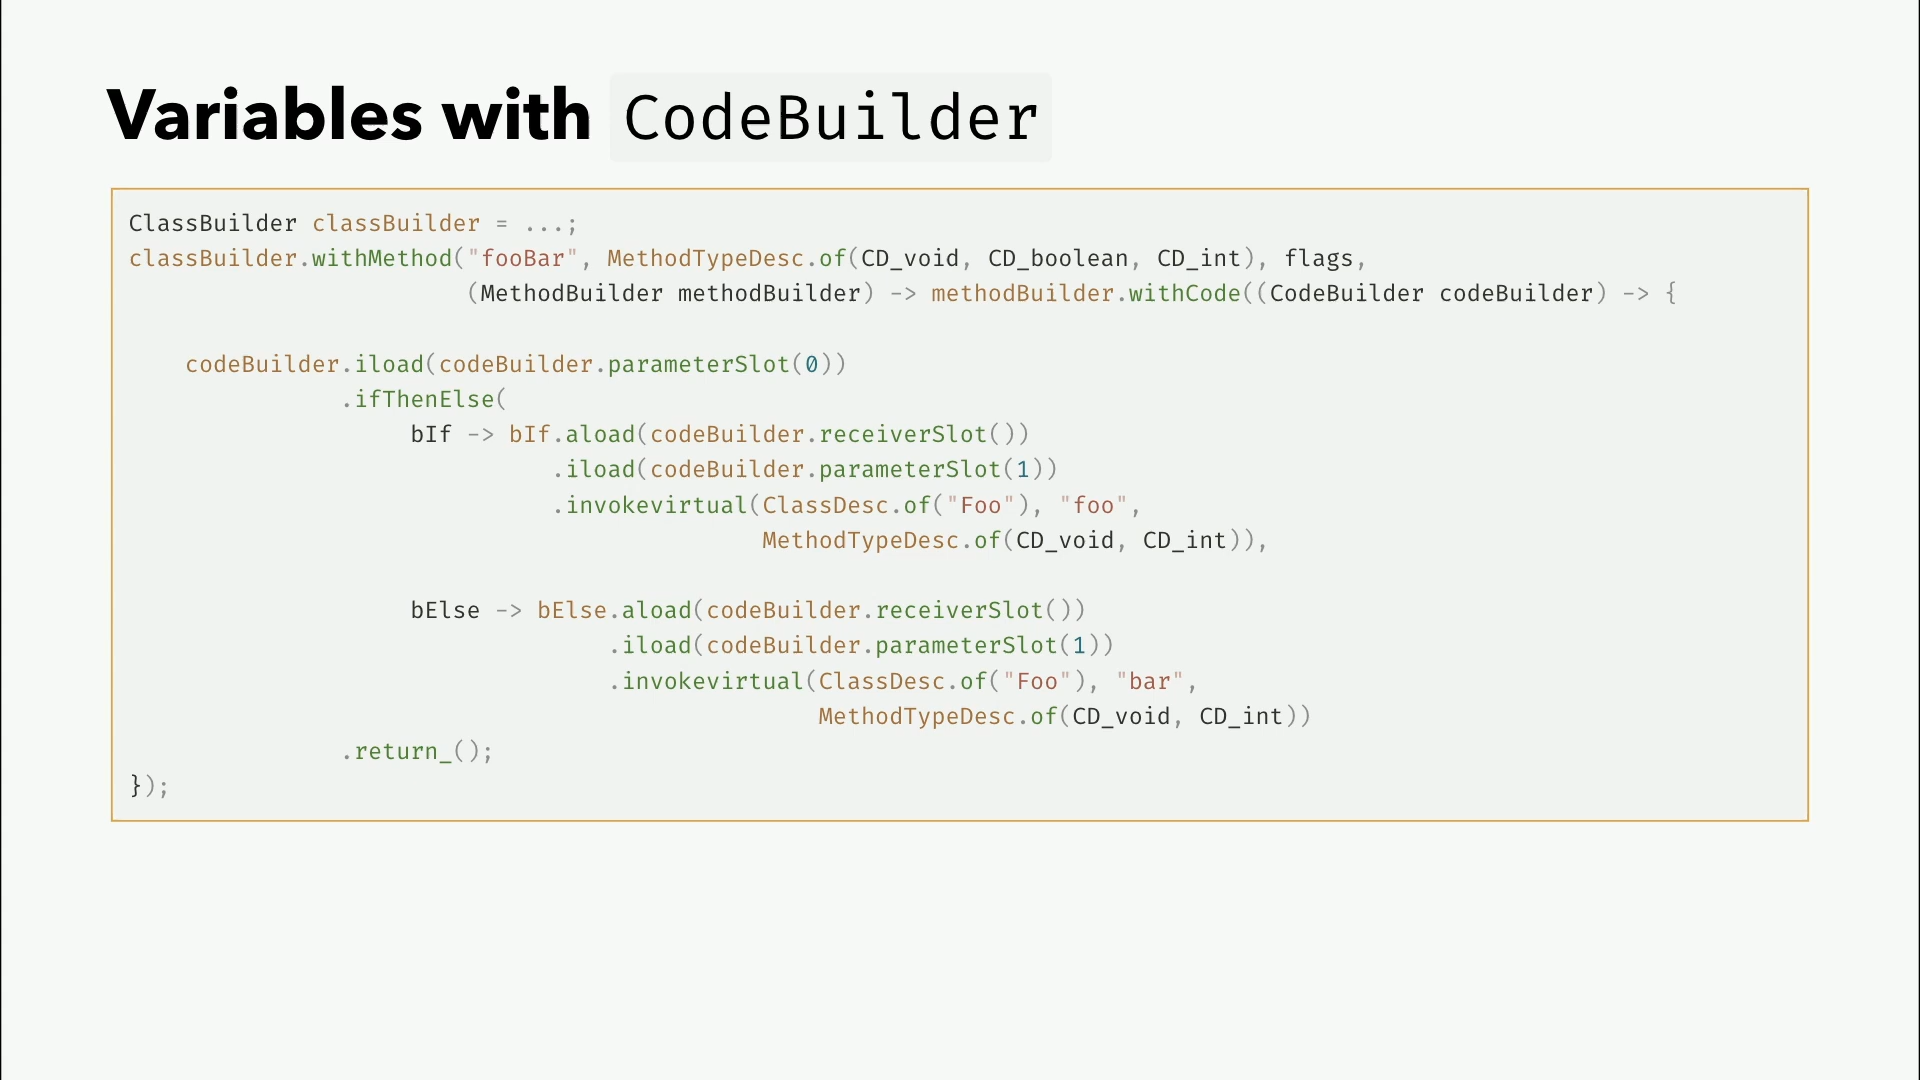 Variables with CodeBuilder
ClassBuilder classBuilder = ...;
classBuilder.withMethod("fooBar", MethodTypeDesc.of(CD_void, CD_boolean, CD_int), flags,
                        (MethodBuilder methodBuilder) -> methodBuilder.withCode((CodeBuilder codeBuilder) -> {
    codeBuilder.iload(codeBuilder.parameterSlot(0))
               .ifThenElse(
                    bIf -> bIf.aload(codeBuilder.receiverSlot())
                              .iload(codeBuilder.parameterSlot(1))
                              .invokevirtual(ClassDesc.of("Foo"), "foo",
                                             MethodTypeDesc.of(CD_void, CD_int)),
                    bElse -> bElse.aload(codeBuilder.receiverSlot())
                                  .iload(codeBuilder.parameterSlot(1))
                                  .invokevirtual(ClassDesc.of("Foo"), "bar",
                                                 MethodTypeDesc.of(CD_void, CD_int))
               .return_();
});